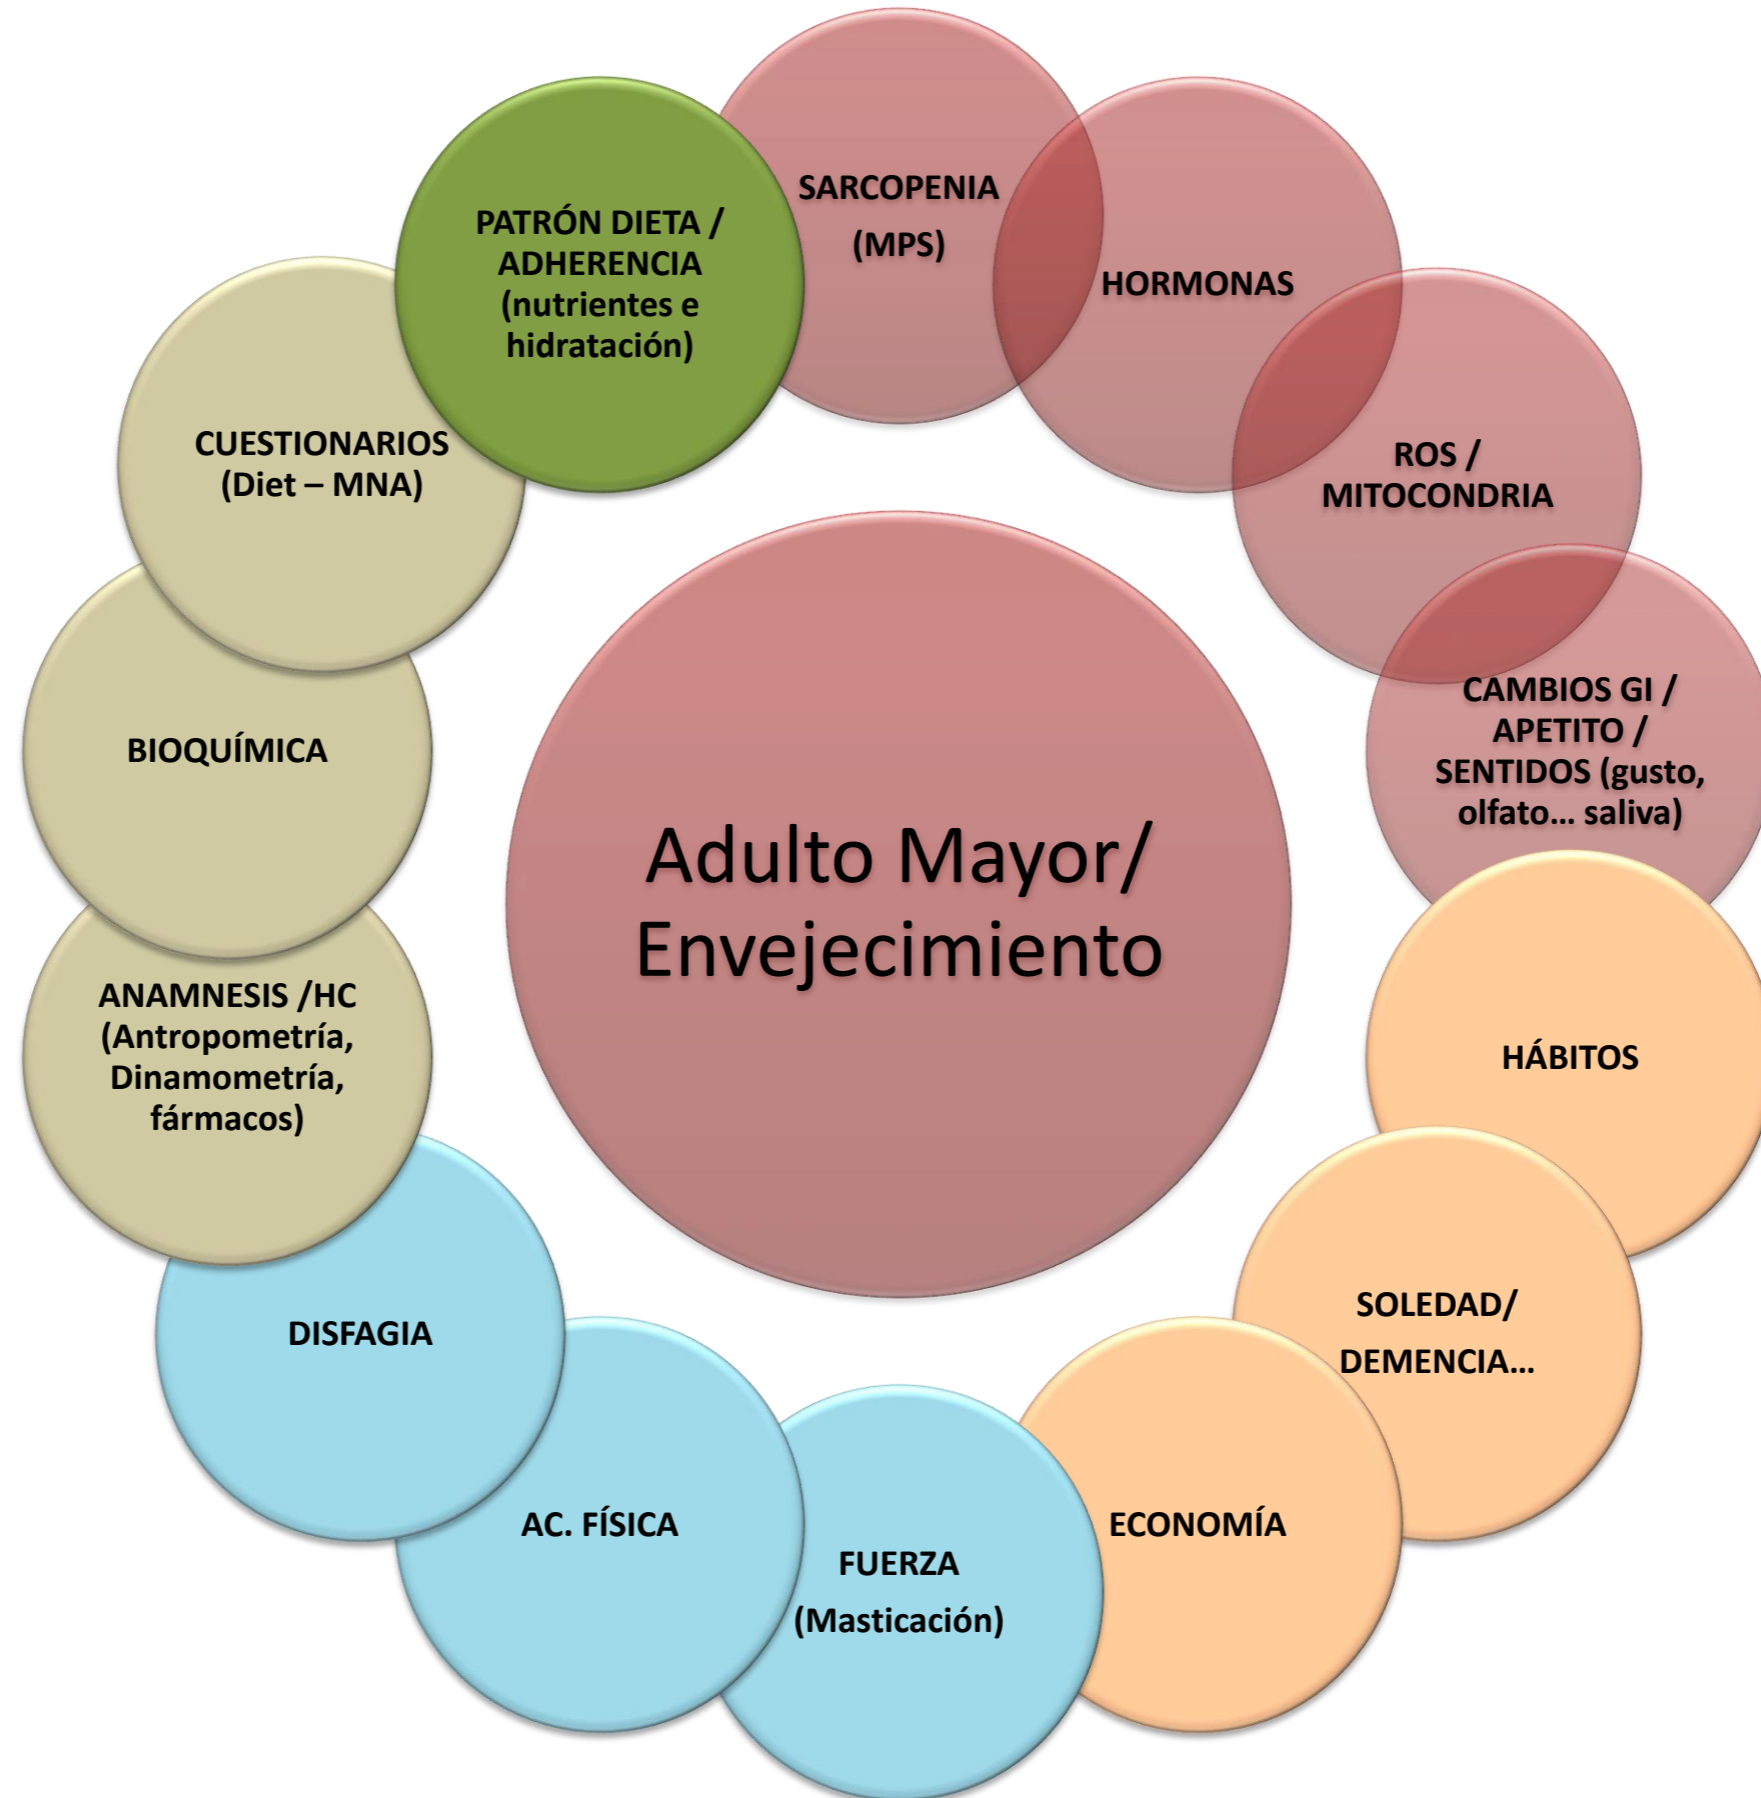 SARCOPENIA
(MPS)
HORMONAS
ROS /
MITOCONDRIA
CAMBIOS GI /
APETITO /
SENTIDOS (gusto,
olfato... saliva)
HÁBITOS
SOLEDAD/
DEMENCIA...
ECONOMÍA
FUERZA
(Masticación)
AC. FÍSICA
DISFAGIA
ANAMNESIS /HC
(Antropometría,
Dinamometría,
fármacos)
BIOQUÍMICA
CUESTIONARIOS
(Diet – MNA)
PATRÓN DIETA /
ADHERENCIA
(nutrientes e
hidratación)
Adulto Mayor/
Envejecimiento